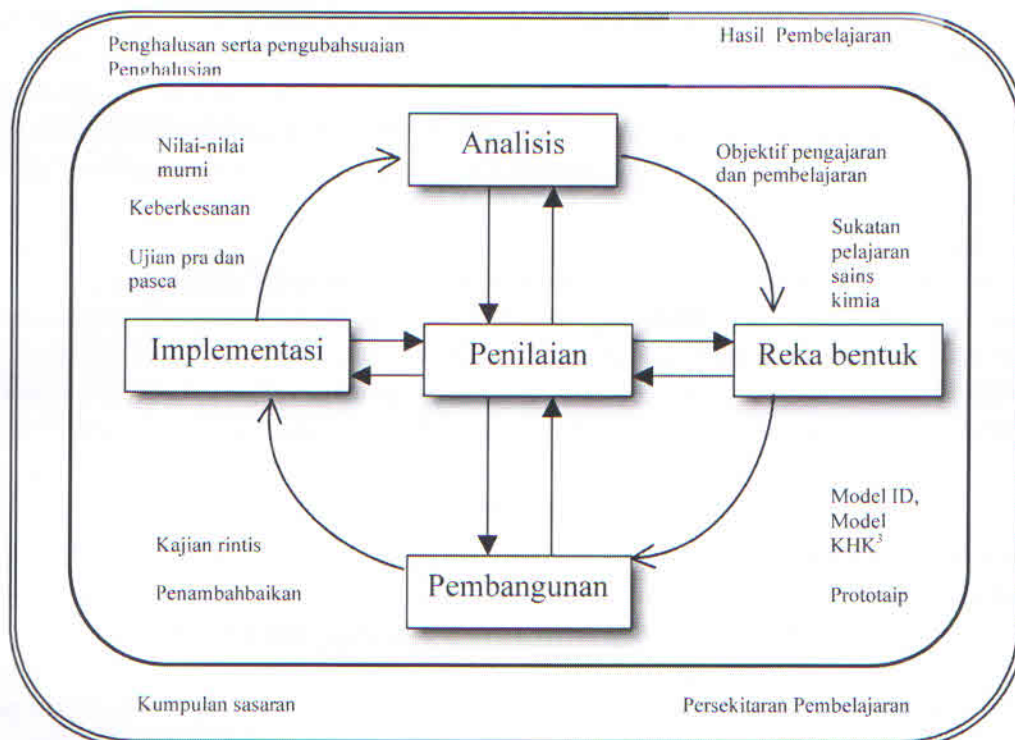 Penghalusan serta pengubahsuaian
Penghalusian
Hasil Pembelajaran
Nilai-nilai
murni
Keberkesanan
Ujian pra dan
pasca
Analisis
Objektif pengajaran
dan pembelajaran
Sukatan
pelajaran
sains
kimia
Implementasi
Penilaian
Reka bentuk
Kajian rintis
Penambahbaikan
Pembangunan
Model ID,
Model
KHK³
Prototaip
Kumpulan sasaran
Persekitaran Pembelajaran